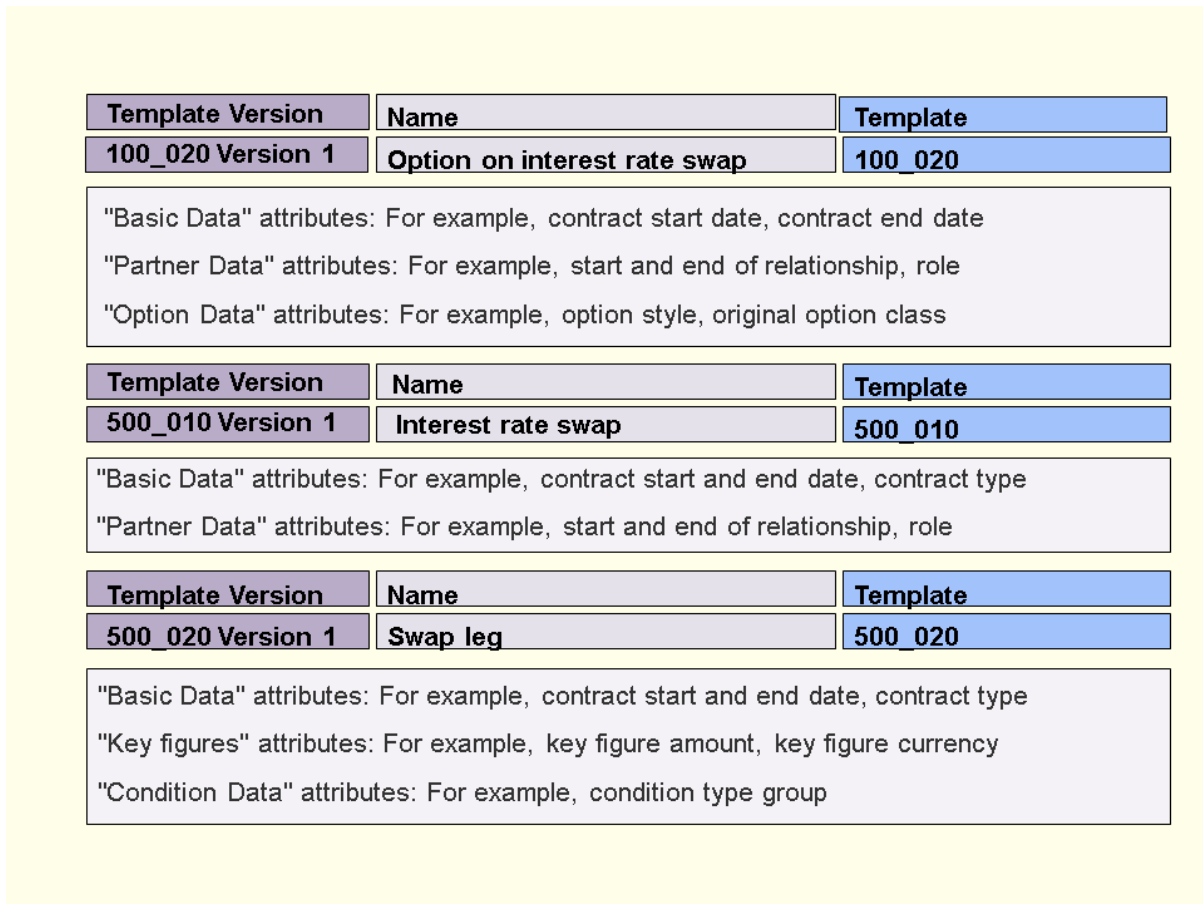 Template Version Name Template
100_020 Version 1 Option on interest rate swap 100_020
"Basic Data" attributes: For example, contract start date, contract end date
"Partner Data" attributes: For example, start and end of relationship, role
"Option Data" attributes: For example, option style, original option class
Template Version Name Template
500_010 Version 1 Interest rate swap 500_010
"Basic Data" attributes: For example, contract start and end date, contract type
"Partner Data" attributes: For example, start and end of relationship, role
Template Version Name Template
500_020 Version 1 Swap leg 500_020
"Basic Data" attributes: For example, contract start and end date, contract type
"Key figures" attributes: For example, key figure amount, key figure currency
"Condition Data" attributes: For example, condition type group